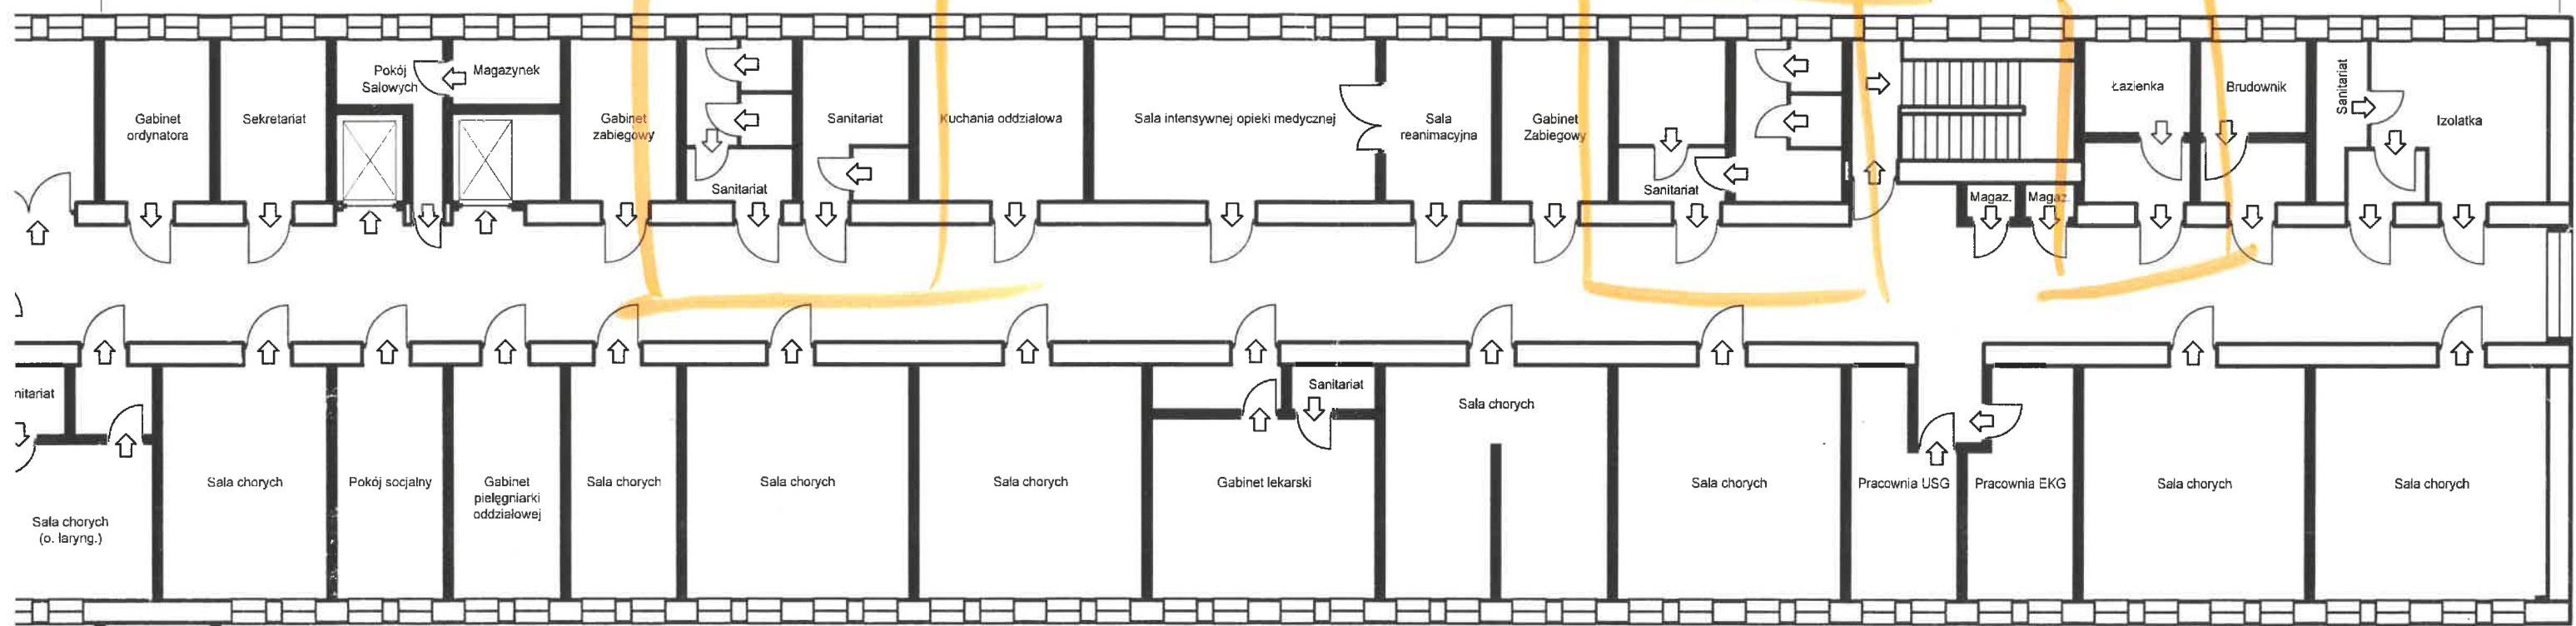 Pokój
Salowych
Magazynek
Gabinet
ordynatora
Sekretariat
Gabinet
zabiegowy
Sanitariat
Sanitariat
Kuchania oddziałowa
Sala intensywnej opieki medycznej
Sala
reanimacyjna
Gabinet
Zabiegowy
Sanitariat
Magaz.
Magaz.
Łazienka
Brudownik
Sanitariat
Izolatka
nitariat
Sala chorych
(o. laryng.)
Sala chorych
Pokój socjalny
Gabinet
pielęgniarki
oddziałowej
Sala chorych
Sala chorych
Sala chorych
Gabinet lekarski
Sanitariat
Sala chorych
Sala chorych
Pracownia USG
Pracownia EKG
Sala chorych
Sala chorych